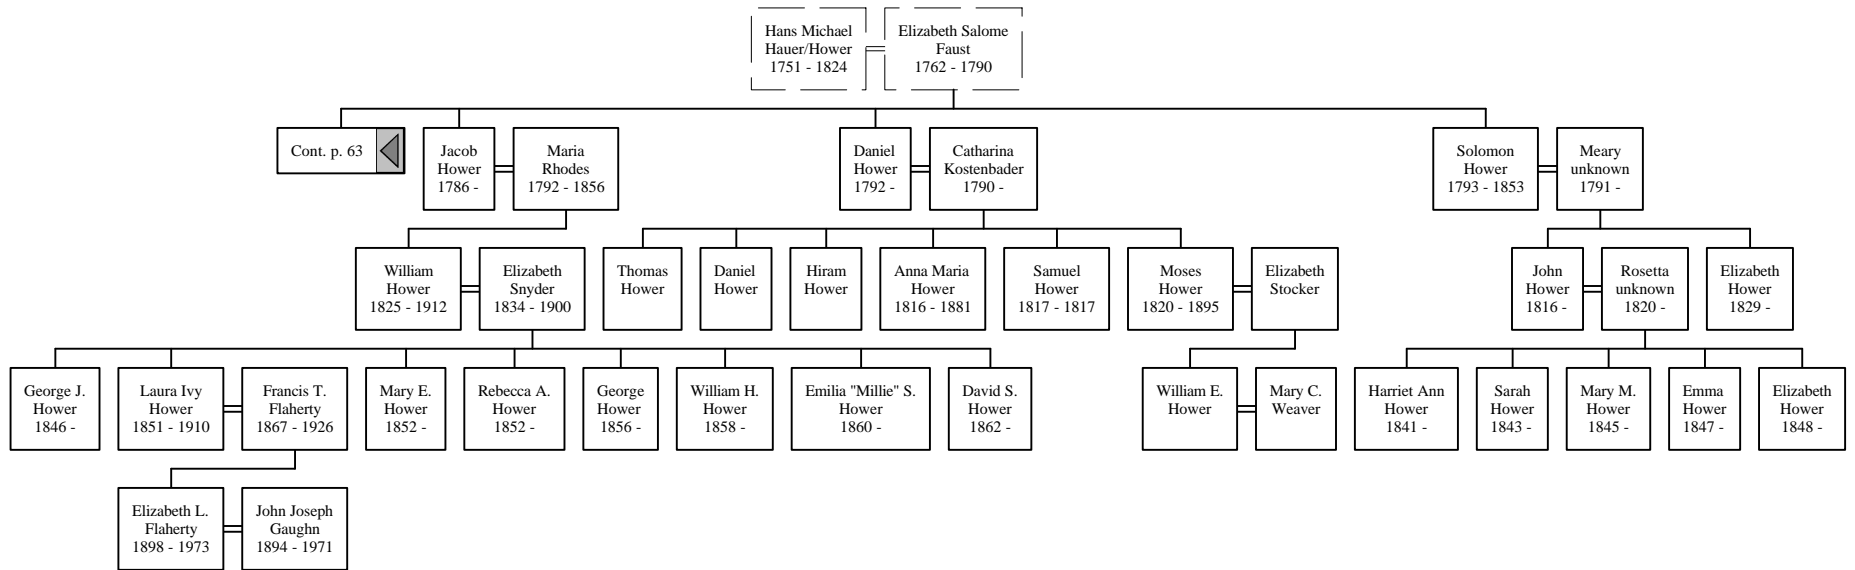 Hans Michael
Hauer/Hower
1751 - 1824
Elizabeth Salome
Faust
1762 - 1790
Cont. p. 63
Jacob
Hower
1786 -
Maria
Rhodes
1792 - 1856
Daniel
Hower
1792 -
Catharina
Kostenbader
1790 -
Solomon
Hower
1793 - 1853
Meary
unknown
1791 -
William
Hower
1825 - 1912
Elizabeth
Snyder
1834 - 1900
Thomas
Hower
Daniel
Hower
Hiram
Hower
Anna Maria
Hower
1816 - 1881
Samuel
Hower
1817 - 1817
Moses
Hower
1820 - 1895
Elizabeth
Stocker
John
Hower
1816 -
Rosetta
unknown
1820 -
Elizabeth
Hower
1829 -
George J.
Hower
1846 -
Laura Ivy
Hower
1851 - 1910
Francis T.
Flaherty
1867 - 1926
Mary E.
Hower
1852 -
Rebecca A.
Hower
1852 -
George
Hower
1856 -
William H.
Hower
1858 -
Emilia "Millie" S.
Hower
1860 -
David S.
Hower
1862 -
William E.
Hower
Mary C.
Weaver
Harriet Ann
Hower
1841 -
Sarah
Hower
1843 -
Mary M.
Hower
1845 -
Emma
Hower
1847 -
Elizabeth
Hower
1848 -
Elizabeth L.
Flaherty
1898 - 1973
John Joseph
Gaughn
1894 - 1971